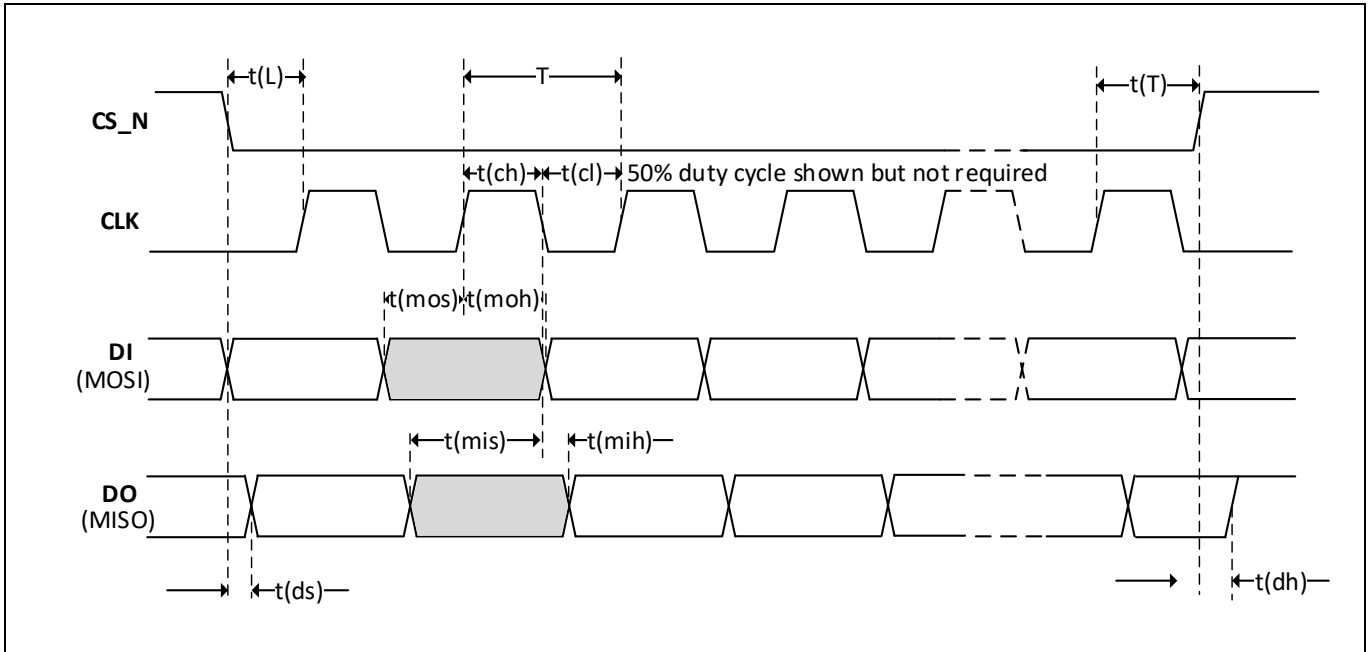 t(L)
T
t(T)
CS_N
t(ch)
t(cl)
50% duty cycle shown but not required
CLK
t(mos)
t(moh)
DI
(MOSI)
t(mis)
t(mih)
DO
(MISO)
t(ds)
t(dh)